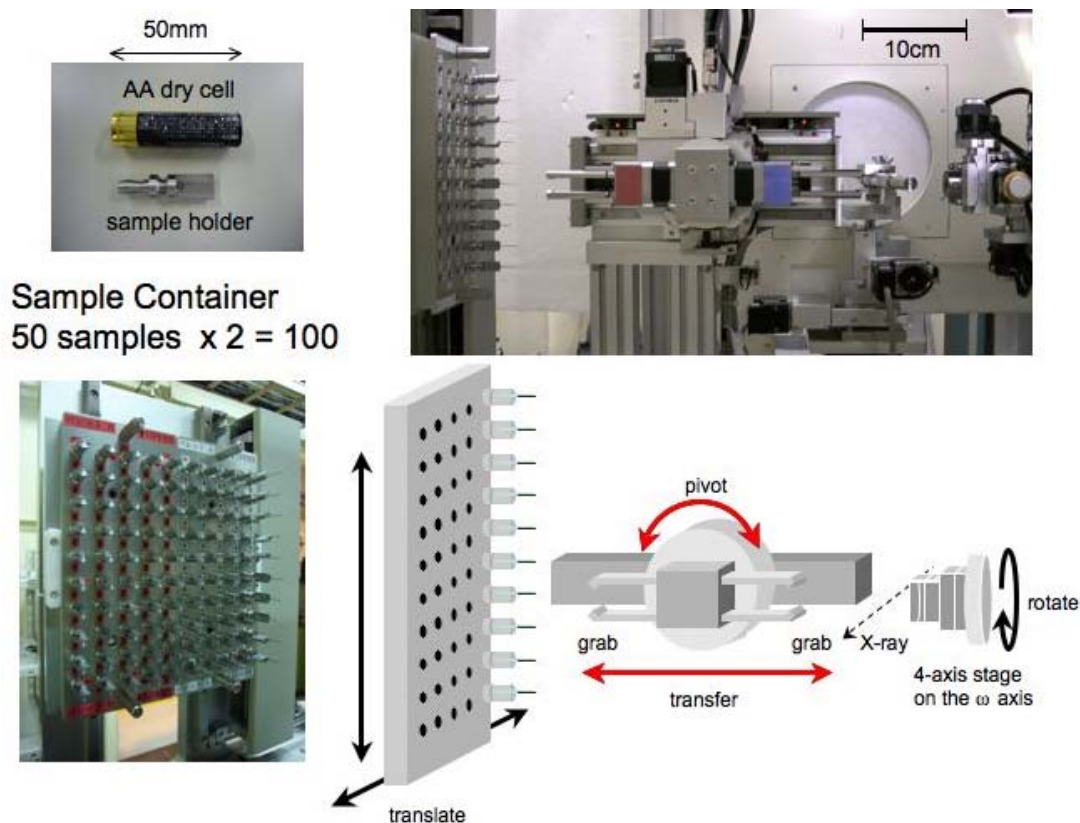 50mm
AA dry cell
sample holder
10cm
Sample Container
50 samples x 2 = 100
pivot
grab
grab
X-ray
rotate
transfer
4-axis stage
on the ω axis
translate